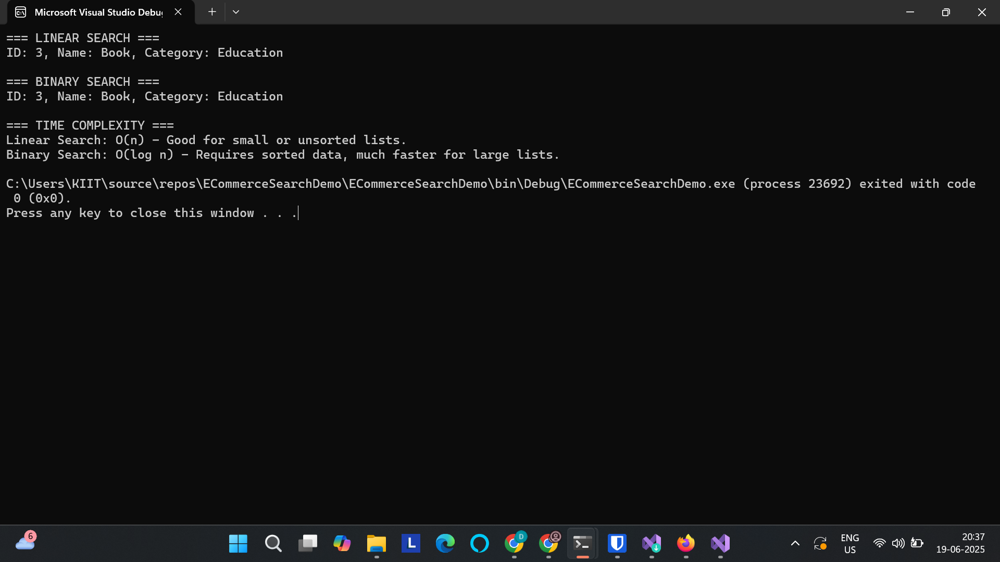 Microsoft Visual Studio Debu
=== LINEAR SEARCH ===
ID: 3, Name: Book, Category: Education
=== BINARY SEARCH ===
ID: 3, Name: Book, Category: Education
=== TIME COMPLEXITY ===
Linear Search: O(n) - Good for small or unsorted lists.
Binary Search: O(log n) - Requires sorted data, much faster for large lists.
C:\Users\KIIT\source\repos\ECommerceSearchDemo\ECommerceSearchDemo\bin\Debug\ECommerceSearchDemo.exe (process 23692) exited with code
0 (0x0).
Press any key to close this window . . .
6
L
D
ENG
US
20:37
19-06-2025